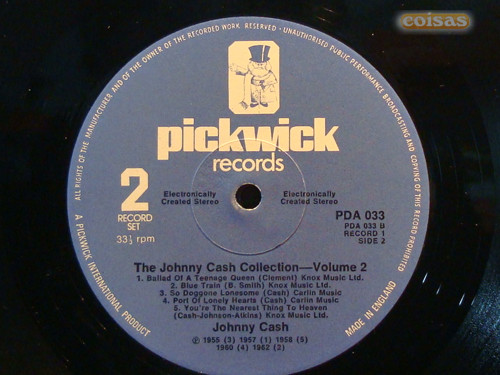 coisas
ALL RIGHTS OF THE MANUFACTURER AND OF THE OWNER OF THE RECORDED WORK RESERVED – UNAUTHORISED PUBLIC PERFORMANCE BROADCASTING AND COPYING OF THIS RECORD PROHIBITED
pickwick
records
2
RECORD
SET
33⅓ rpm
Electronically
Created Stereo
Electronically
Created Stereo
PDA 033
PDA 033 B
RECORD 1
SIDE 2
The Johnny Cash Collection—Volume 2
1. Ballad Of A Teenage Queen (Clement) Knox Music Ltd.
2. Blue Train (B. Smith) Knox Music Ltd.
3. So Doggone Lonesome (Cash) Carlin Music
4. Port Of Lonely Hearts (Cash) Carlin Music
5. You're The Nearest Thing To Heaven
(Cash-Johnson-Atkins) Knox Music Ltd.
Johnny Cash
℗ 1955 (3) 1957 (1) 1958 (5)
1960 (4) 1962 (2)
A PICKWICK INTERNATIONAL PRODUCT
MADE IN ENGLAND